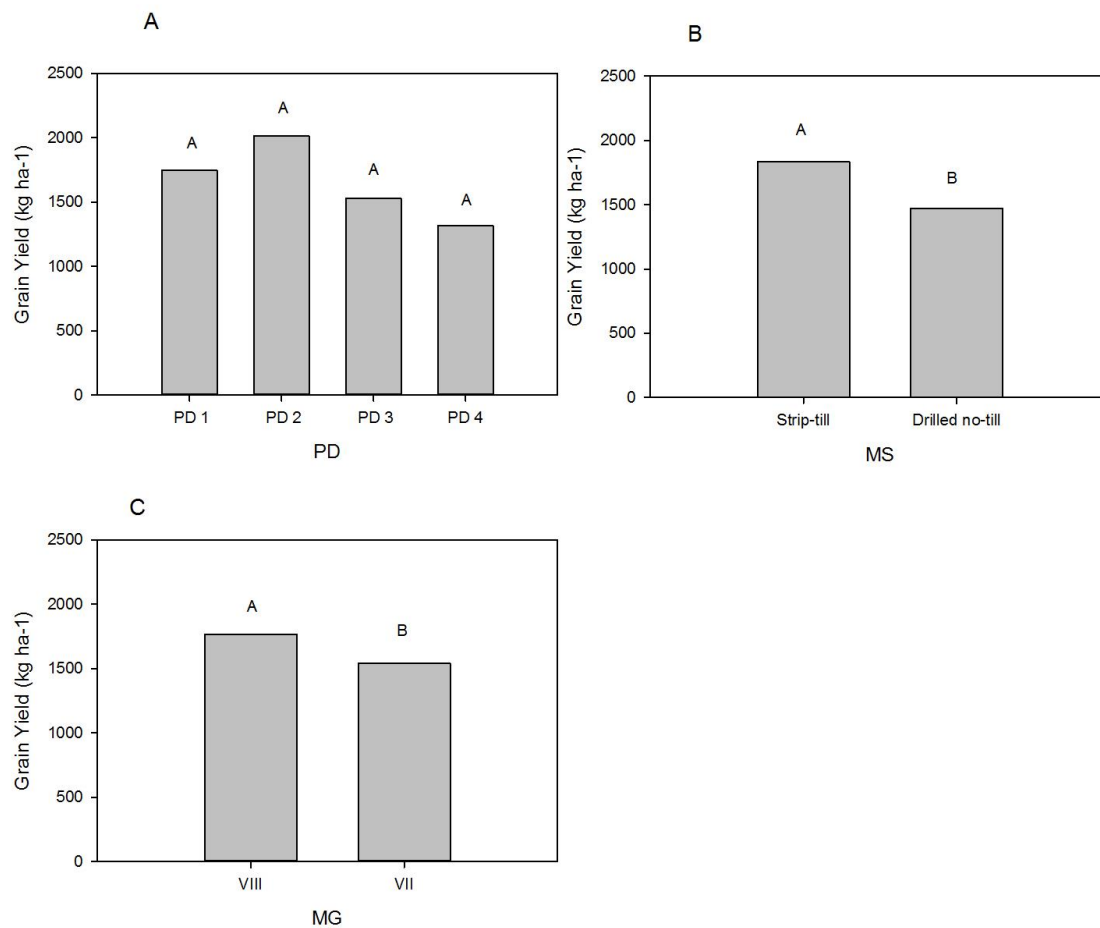 A
Grain Yield (kg ha-1)
2500
2000
1500
1000
500
0
A
A
A
A
PD 1 PD 2 PD 3 PD 4
PD
B
Grain Yield (kg ha-1)
2500
2000
1500
1000
500
0
A
B
Strip-till Drilled no-till
MS
C
Grain Yield (kg ha-1)
2500
2000
1500
1000
500
0
A
B
VIII VII
MG